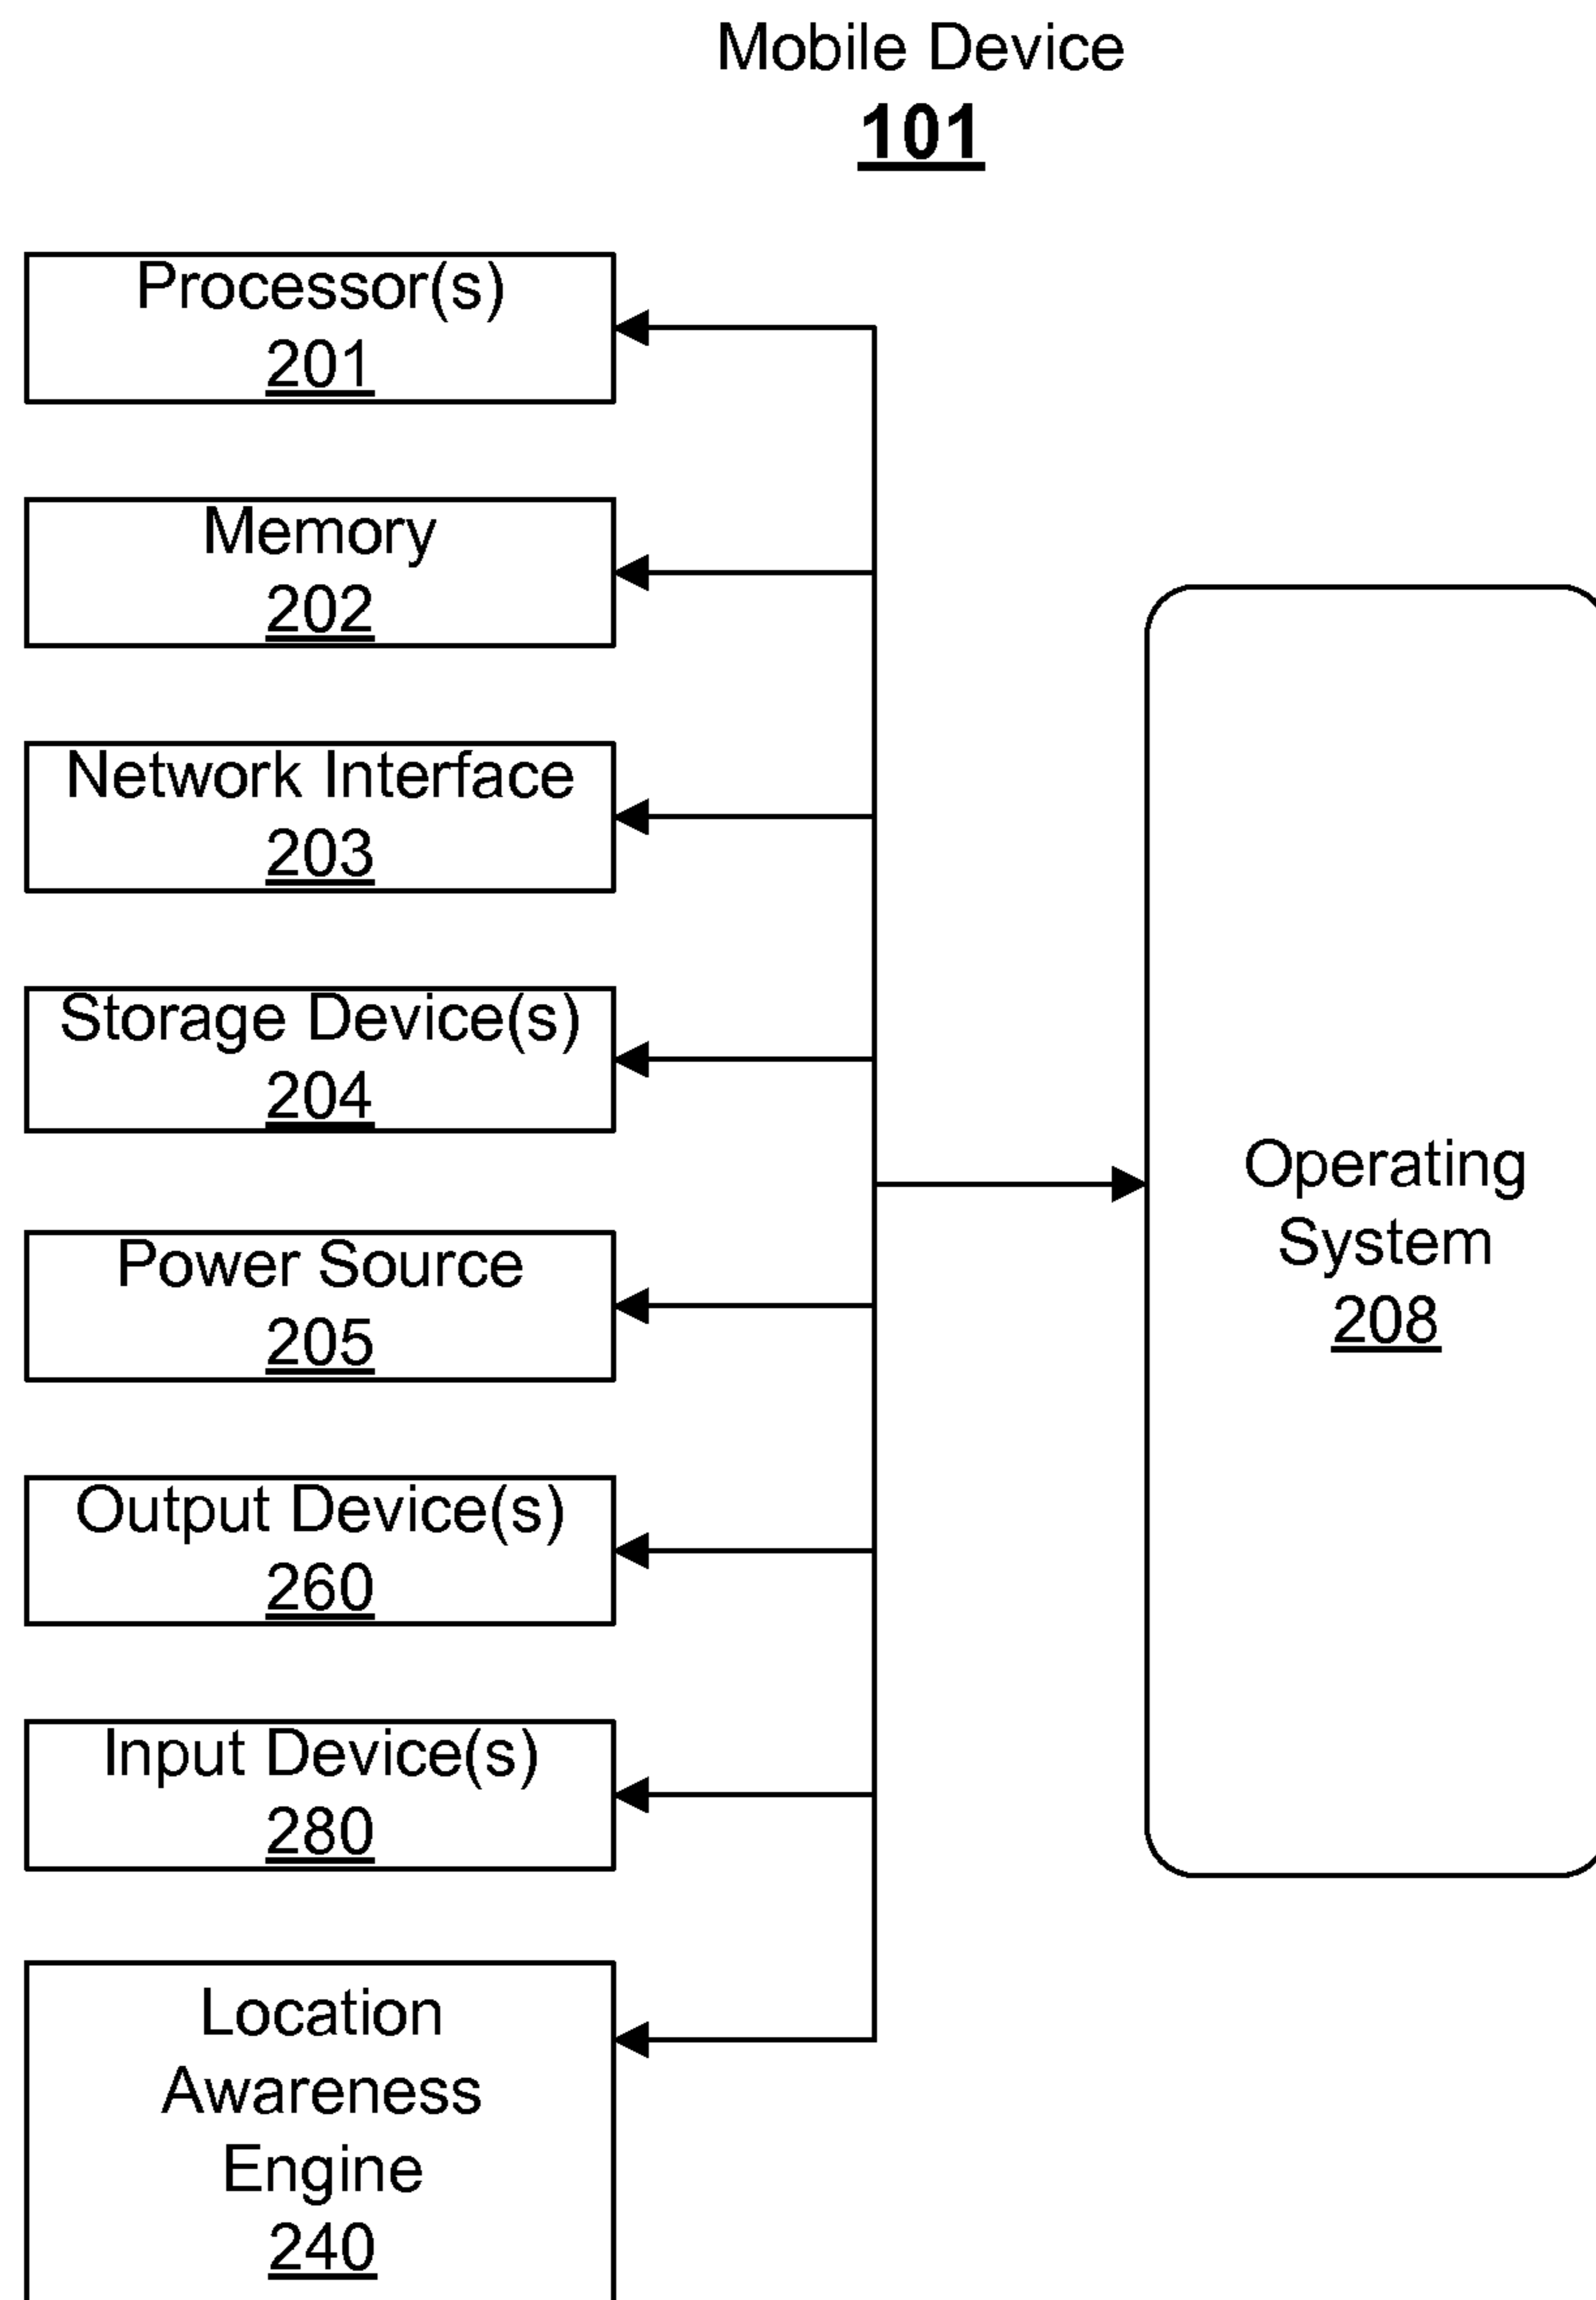 Mobile Device
101
Processor(s)
201
Memory
202
Network Interface
203
Storage Device(s)
204
Power Source
205
Output Device(s)
260
Input Device(s)
280
Location
Awareness
Engine
240
Operating
System
208